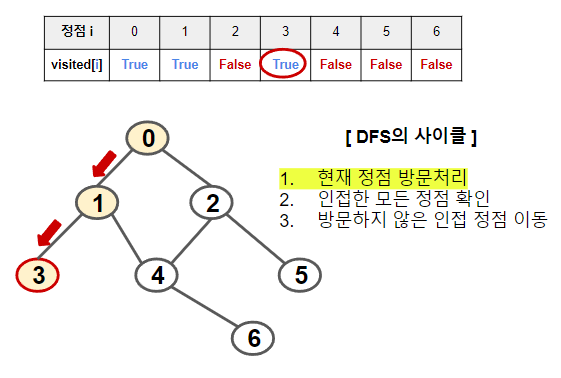 정점 i 0 1 2 3 4 5 6
visited[i] True True False True False False False
[ DFS의 사이클 ]
1. 현재 정점 방문처리
2. 인접한 모든 정점 확인
3. 방문하지 않은 인접 정점 이동
0
1
2
3
4
5
6